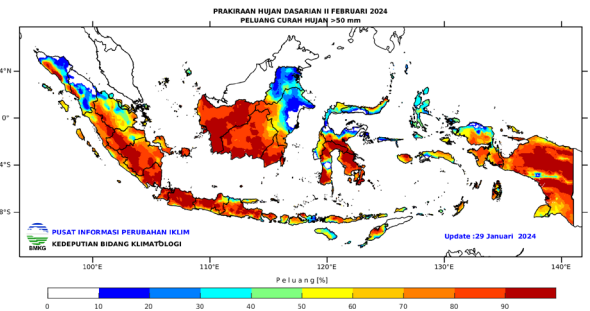 PRAKIRAAN HUJAN DASARIAN II FEBRUARI 2024
PELUANG CURAH HUJAN >50 mm
4°N
0°
4°S
8°S
PUSAT INFORMASI PERUBAHAN IKLIM
KEDEPUTIAN BIDANG KLIMATOLOGI
BMKG
Update :29 Januari 2024
100°E 110°E 120°E 130°E 140°E
Peluang [%]
0 10 20 30 40 50 60 70 80 90